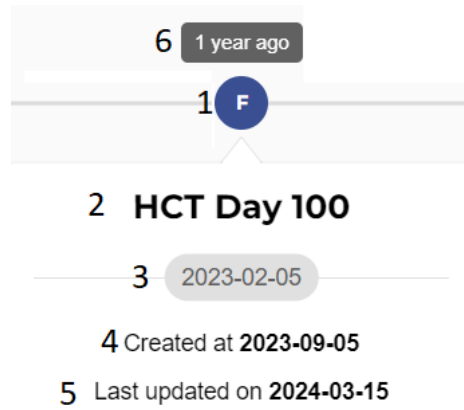 6 1 year ago
1 F
2 HCT Day 100
3 2023-02-05
4 Created at 2023-09-05
5 Last updated on 2024-03-15